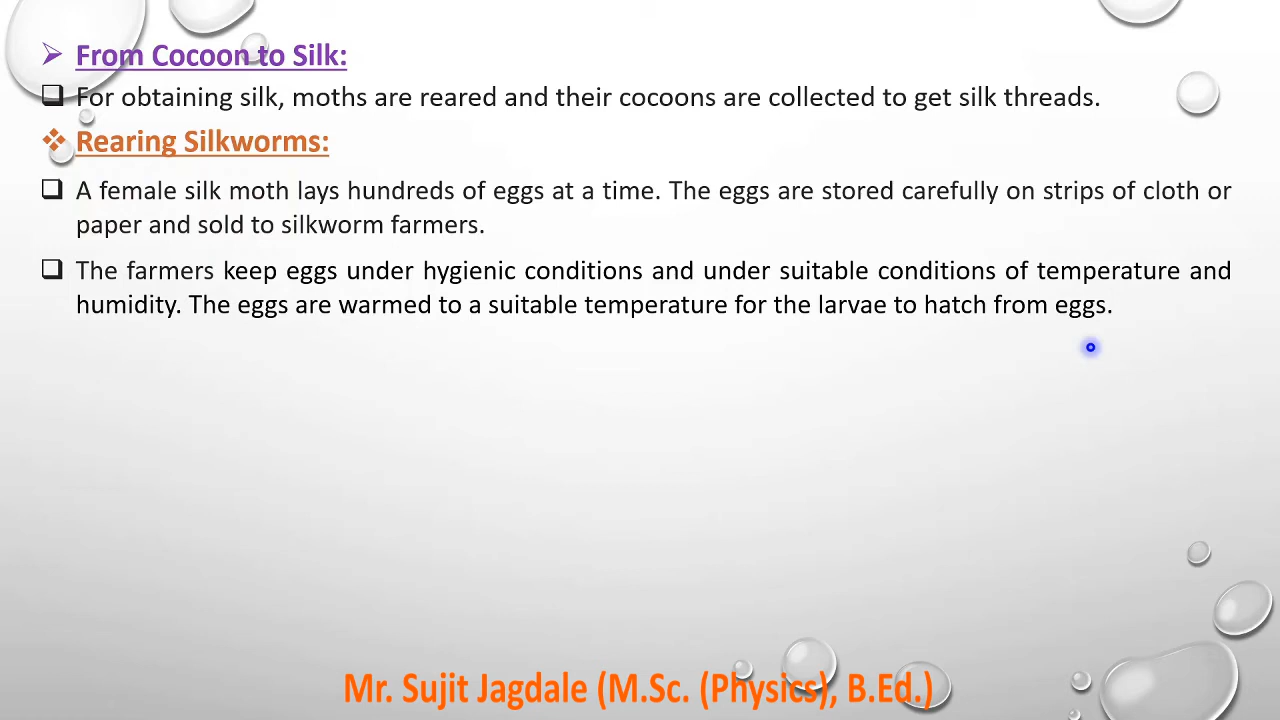 From Cocoon to Silk:
For obtaining silk, moths are reared and their cocoons are collected to get silk threads.
Rearing Silkworms:
A female silk moth lays hundreds of eggs at a time. The eggs are stored carefully on strips of cloth or
paper and sold to silkworm farmers.
The farmers keep eggs under hygienic conditions and under suitable conditions of temperature and
humidity. The eggs are warmed to a suitable temperature for the larvae to hatch from eggs.
Mr. Sujit Jagdale (M.Sc. (Physics), B.Ed.)